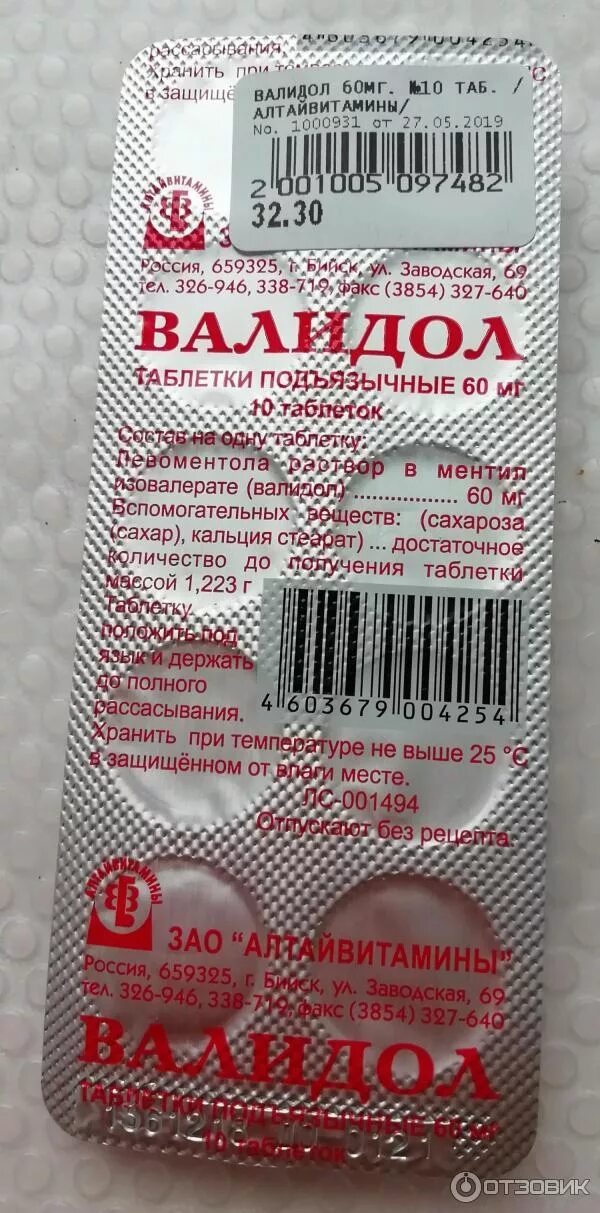 4 603679 004254
рассасывания.
Хранить при
в защищё
ВАЛИДОЛ 60МГ. №10 ТАБ. /
АЛТАЙВИТАМИНЫ/
No. 1000931 от 27.05.2019
2 001005 097482
32.30
АЛТАЙВИТАМИНЫ
Россия, 659325, г. Бийск, ул. Заводская, 69
тел. 326-946, 338-719, факс (3854) 327-640
ВАЛИДОЛ
ТАБЛЕТКИ ПОДЪЯЗЫЧНЫЕ 60 мг
10 таблеток
Состав на одну таблетку:
Левоментола раствор в ментил
изовалерате (валидол) ................. 60 мг
Вспомогательных веществ: (сахароза
(сахар), кальция стеарат) ... достаточное
количество до получения таблетки
массой 1,223 г
Таблетку
положить под
язык и держать
до полного
рассасывания.
4 603679 004254
Хранить при температуре не выше 25 °С
в защищённом от влаги месте.
ЛС-001494
Отпускают без рецепта.
АЛТАЙВИТАМИНЫ
ЗАО "АЛТАЙВИТАМИНЫ"
Россия, 659325, г. Бийск, ул. Заводская, 69
тел. 326-946, 338-719, факс (3854) 327-640
ВАЛИДОЛ
ТАБЛЕТКИ ПОДЪЯЗЫЧНЫЕ 60 мг
10 таблеток
ОТЗОВИК